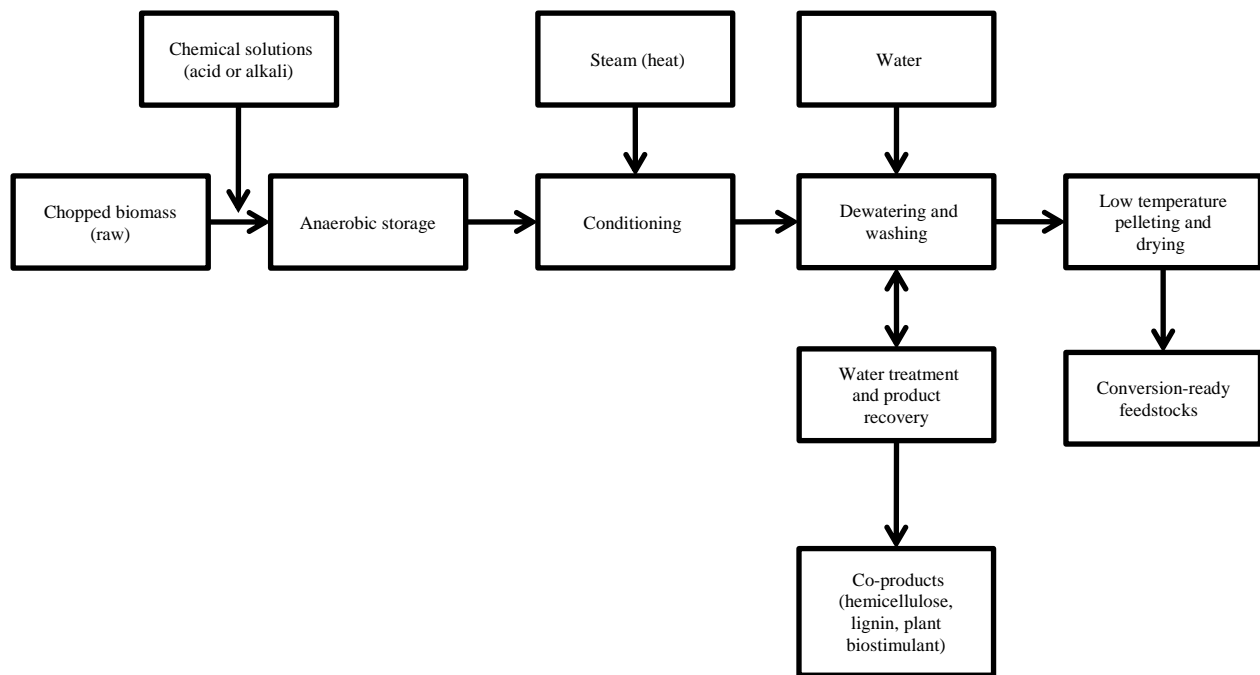 Chemical solutions
(acid or alkali)
Steam (heat)
Water
Chopped biomass
(raw)
Anaerobic storage
Conditioning
Dewatering and
washing
Low temperature
pelleting and
drying
Water treatment
and product
recovery
Conversion-ready
feedstocks
Co-products
(hemicellulose,
lignin, plant
biostimulant)